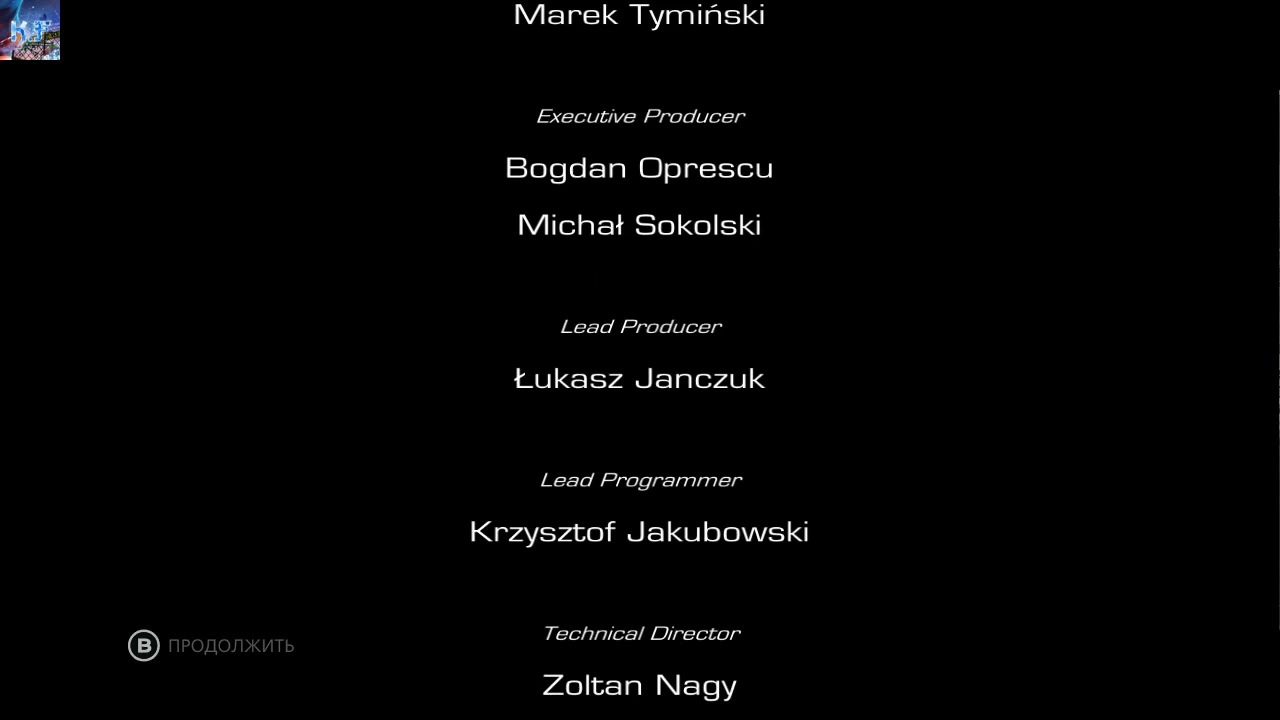 KF
Marek Tymiński
Executive Producer
Bogdan Oprescu
Michał Sokolski
Lead Producer
Łukasz Janczuk
Lead Programmer
Krzysztof Jakubowski
Technical Director
B ПРОДОЛЖИТЬ
Zoltan Nagy